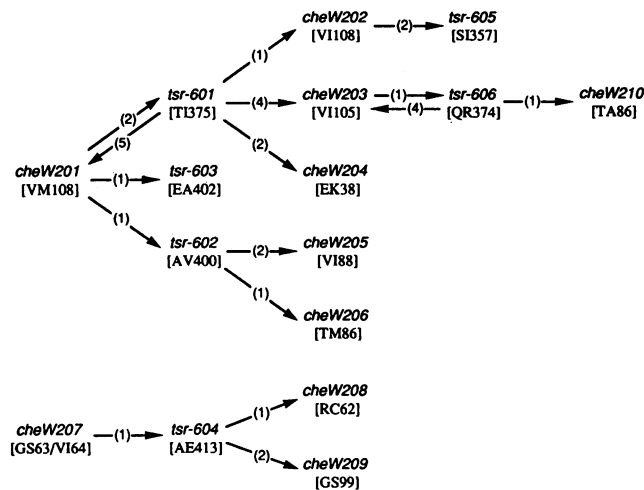 cheW202 tsr-605
[VI108] (2) [SI357]
(1)
tsr-601 cheW203 (1) tsr-606 cheW210
[TI375] (4) [VI105] (4) [QR374] (1) [TA86]
(2)
(5) (2)
cheW201 tsr-603 cheW204
[VM108] (1) [EA402] [EK38]
(1)
tsr-602 cheW205
[AV400] (2) [VI88]
(1)
cheW206
[TM86]
cheW208
(1) [RC62]
cheW207 tsr-604
[GS63/VI64] (1) [AE413]
(2) cheW209
[GS99]